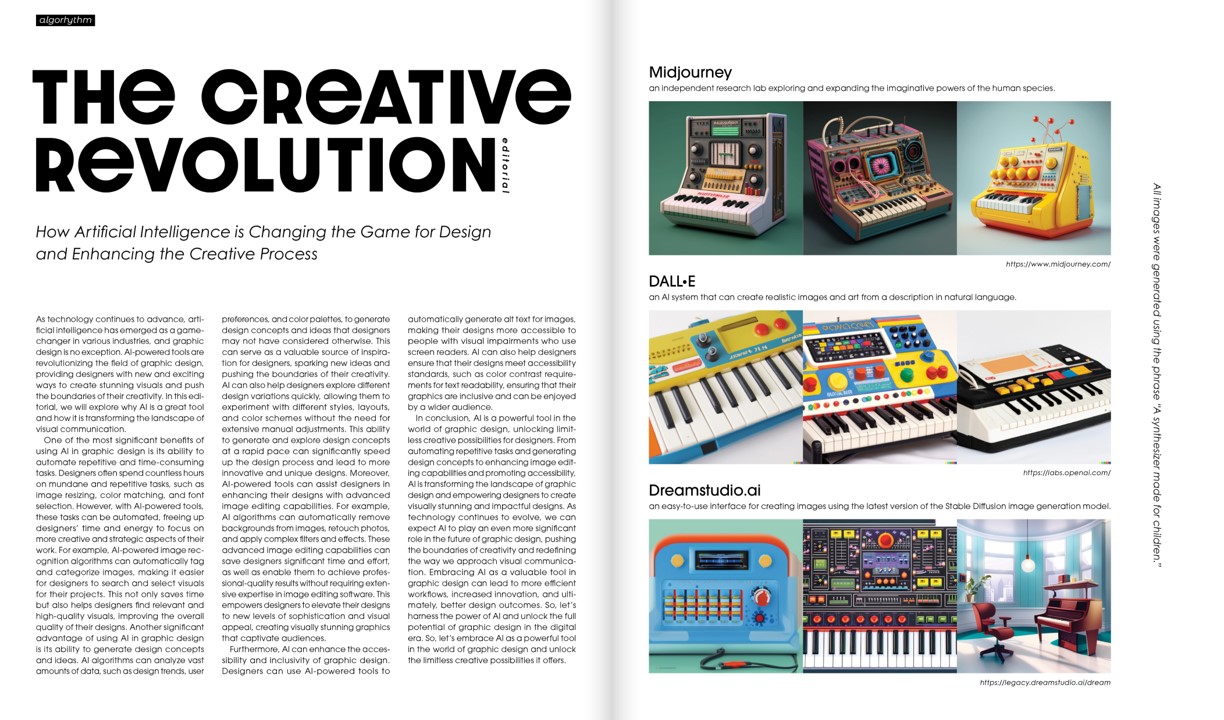 algorhythm
THE CREATIVE
REVOLUTION
editorial
How Artificial Intelligence is Changing the Game for Design
and Enhancing the Creative Process
As technology continues to advance, arti-
ficial intelligence has emerged as a game-
changer in various industries, and graphic
design is no exception. AI-powered tools are
revolutionizing the field of graphic design,
providing designers with new and exciting
ways to create stunning visuals and push
the boundaries of their creativity. In this edi-
torial, we will explore why AI is a great tool
and how it is transforming the landscape of
visual communication.
One of the most significant benefits of
using AI in graphic design is its ability to
automate repetitive and time-consuming
tasks. Designers often spend countless hours
on mundane and repetitive tasks, such as
image resizing, color matching, and font
selection. However, with AI-powered tools,
these tasks can be automated, freeing up
designers' time and energy to focus on
more creative and strategic aspects of their
work. For example, AI-powered image rec-
ognition algorithms can automatically tag
and categorize images, making it easier
for designers to search and select visuals
for their projects. This not only saves time
but also helps designers find relevant and
high-quality visuals, improving the overall
quality of their designs. Another significant
advantage of using AI in graphic design
is its ability to generate design concepts
and ideas. AI algorithms can analyze vast
amounts of data, such as design trends, user
preferences, and color palettes, to generate
design concepts and ideas that designers
may not have considered otherwise. This
can serve as a valuable source of inspira-
tion for designers, sparking new ideas and
pushing the boundaries of their creativity.
AI can also help designers explore different
design variations quickly, allowing them to
experiment with different styles, layouts,
and color schemes without the need for
extensive manual adjustments. This ability
to generate and explore design concepts
at a rapid pace can significantly speed
up the design process and lead to more
innovative and unique designs. Moreover,
AI-powered tools can assist designers in
enhancing their designs with advanced
image editing capabilities. For example,
AI algorithms can automatically remove
backgrounds from images, retouch photos,
and apply complex filters and effects. These
advanced image editing capabilities can
save designers significant time and effort,
as well as enable them to achieve profes-
sional-quality results without requiring exten-
sive expertise in image editing software. This
empowers designers to elevate their designs
to new levels of sophistication and visual
appeal, creating visually stunning graphics
that captivate audiences.
Furthermore, AI can enhance the acces-
sibility and inclusivity of graphic design.
Designers can use AI-powered tools to
automatically generate alt text for images,
making their designs more accessible to
people with visual impairments who use
screen readers. AI can also help designers
ensure that their designs meet accessibility
standards, such as color contrast require-
ments for text readability, ensuring that their
graphics are inclusive and can be enjoyed
by a wider audience.
In conclusion, AI is a powerful tool in the
world of graphic design, unlocking limit-
less creative possibilities for designers. From
automating repetitive tasks and generating
design concepts to enhancing image edit-
ing capabilities and promoting accessibility,
AI is transforming the landscape of graphic
design and empowering designers to create
visually stunning and impactful designs. As
technology continues to evolve, we can
expect AI to play an even more significant
role in the future of graphic design, pushing
the boundaries of creativity and redefining
the way we approach visual communica-
tion. Embracing AI as a valuable tool in
graphic design can lead to more efficient
workflows, increased innovation, and ulti-
mately, better design outcomes. So, let's
harness the power of AI and unlock the full
potential of graphic design in the digital
era. So, let's embrace AI as a powerful tool
in the world of graphic design and unlock
the limitless creative possibilities it offers.
Midjourney
an independent research lab exploring and expanding the imaginative powers of the human species.
https://www.midjourney.com/
DALL•E
an AI system that can create realistic images and art from a description in natural language.
https://labs.openai.com/
Dreamstudio.ai
an easy-to-use interface for creating images using the latest version of the Stable Diffusion image generation model.
https://legacy.dreamstudio.ai/dream
All images were generated using the phrase "A synthesizer made for children."